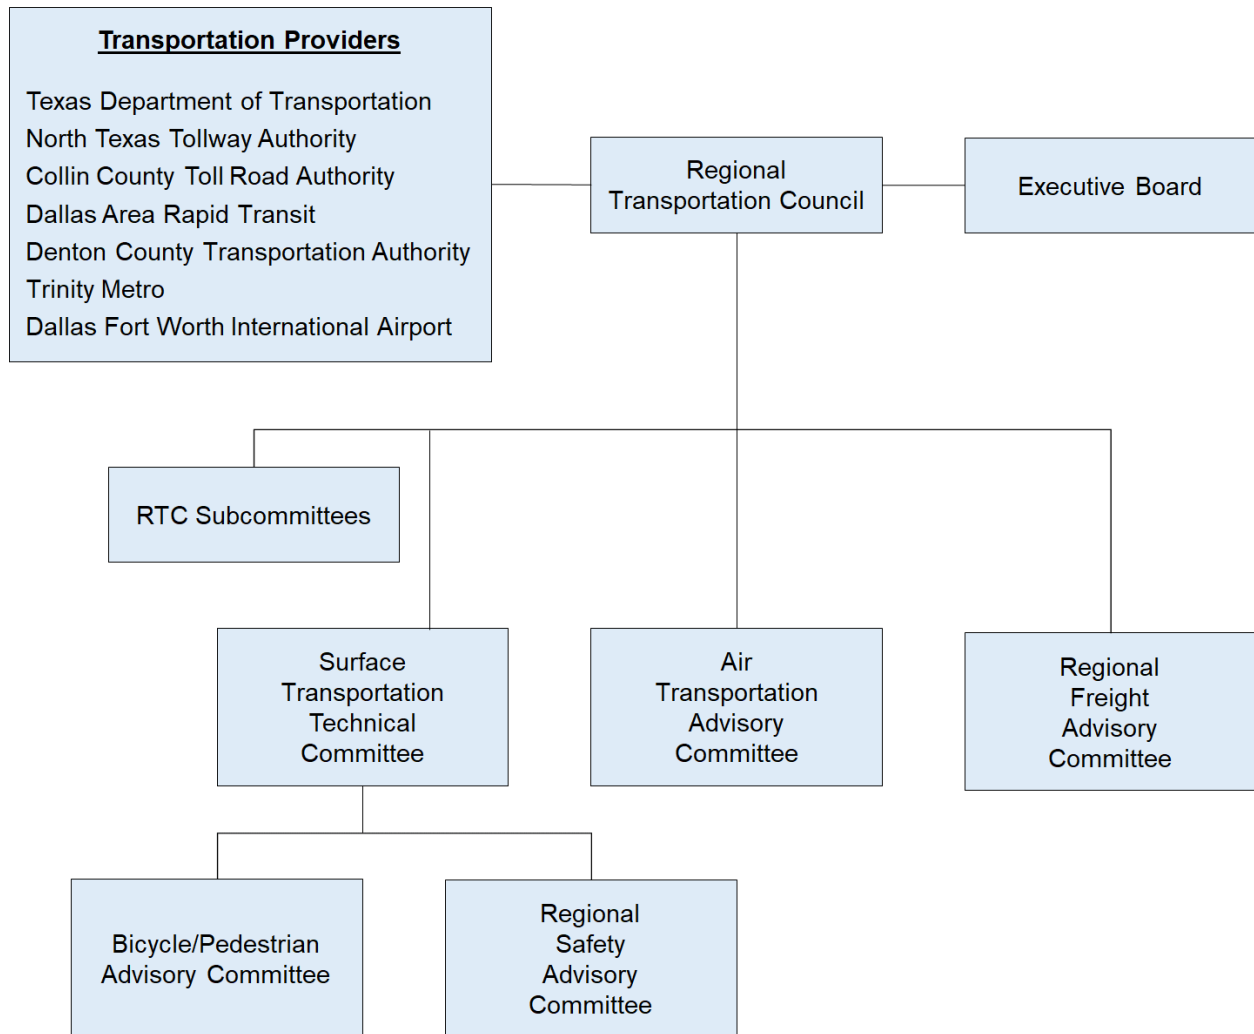 Transportation Providers
Texas Department of Transportation
North Texas Tollway Authority
Collin County Toll Road Authority
Dallas Area Rapid Transit
Denton County Transportation Authority
Trinity Metro
Dallas Fort Worth International Airport
Regional
Transportation Council
Executive Board
RTC Subcommittees
Surface
Transportation
Technical
Committee
Air
Transportation
Advisory
Committee
Regional
Freight
Advisory
Committee
Bicycle/Pedestrian
Advisory Committee
Regional
Safety
Advisory
Committee